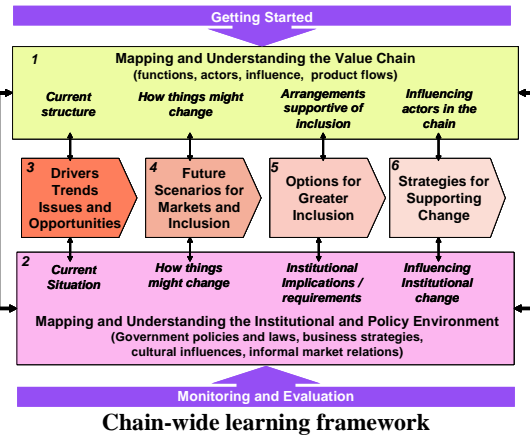 Getting Started
1
Mapping and Understanding the Value Chain
(functions, actors, influence, product flows)
Current
structure
How things might
change
Arrangements
supportive of
inclusion
Influencing
actors in the
chain
3
Drivers
Trends
Issues and
Opportunities
4
Future
Scenarios for
Markets and
Inclusion
5
Options for
Greater
Inclusion
6
Strategies for
Supporting
Change
2
Current
Situation
How things
might change
Institutional
Implications /
requirements
Influencing
Institutional
change
Mapping and Understanding the Institutional and Policy Environment
(Government policies and laws, business strategies,
cultural influences, informal market relations)
Monitoring and Evaluation
Chain-wide learning framework